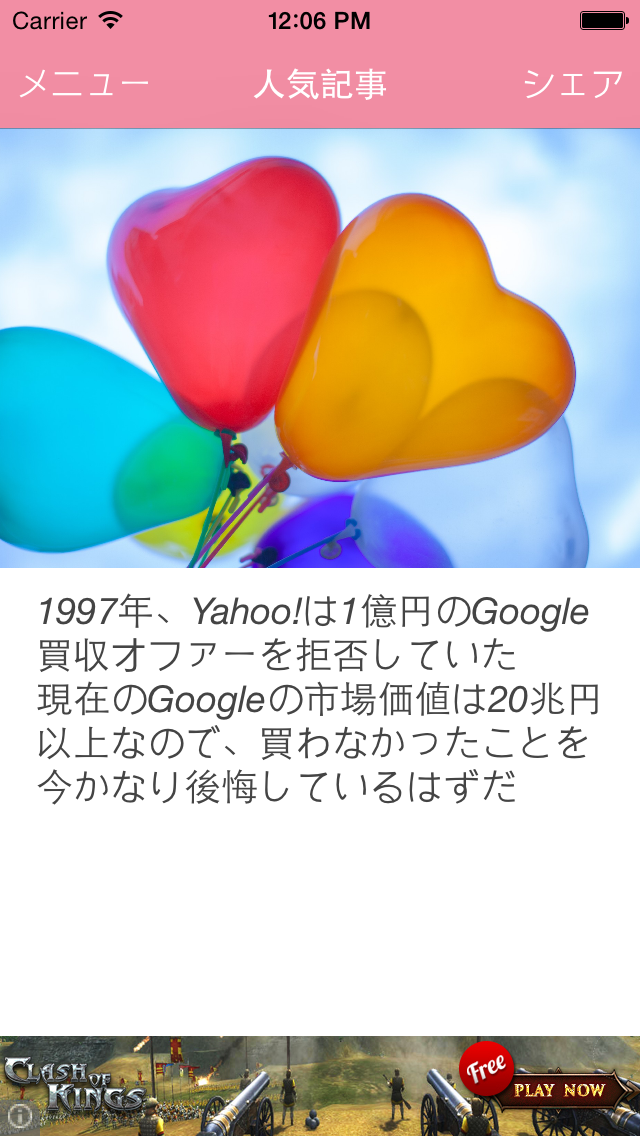 Carrier 12:06 PM
メニュー 人気記事 シェア
1997年、Yahoo!は1億円のGoogle
買収オファーを拒否していた
現在のGoogleの市場価値は20兆円
以上なので、買わなかったことを
今かなり後悔しているはずだ
CLASH OF
KINGS
Free
PLAY NOW